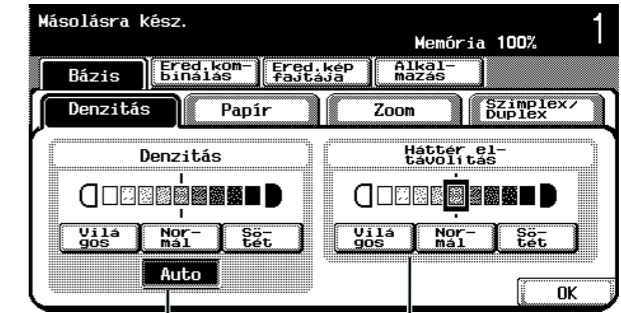 Másolásra kész.
1
Memória 100%
Bázis
Ered.kom-
binálás
Ered.kép
fajtája
Alkal-
mazás
Denzitás
Papír
Zoom
Szimplex/
Duplex
Denzitás
Háttér el-
távolítás
Vilá
gos
Nor-
mál
Sö-
tét
Vilá
gos
Nor-
mál
Sö-
tét
Auto
OK